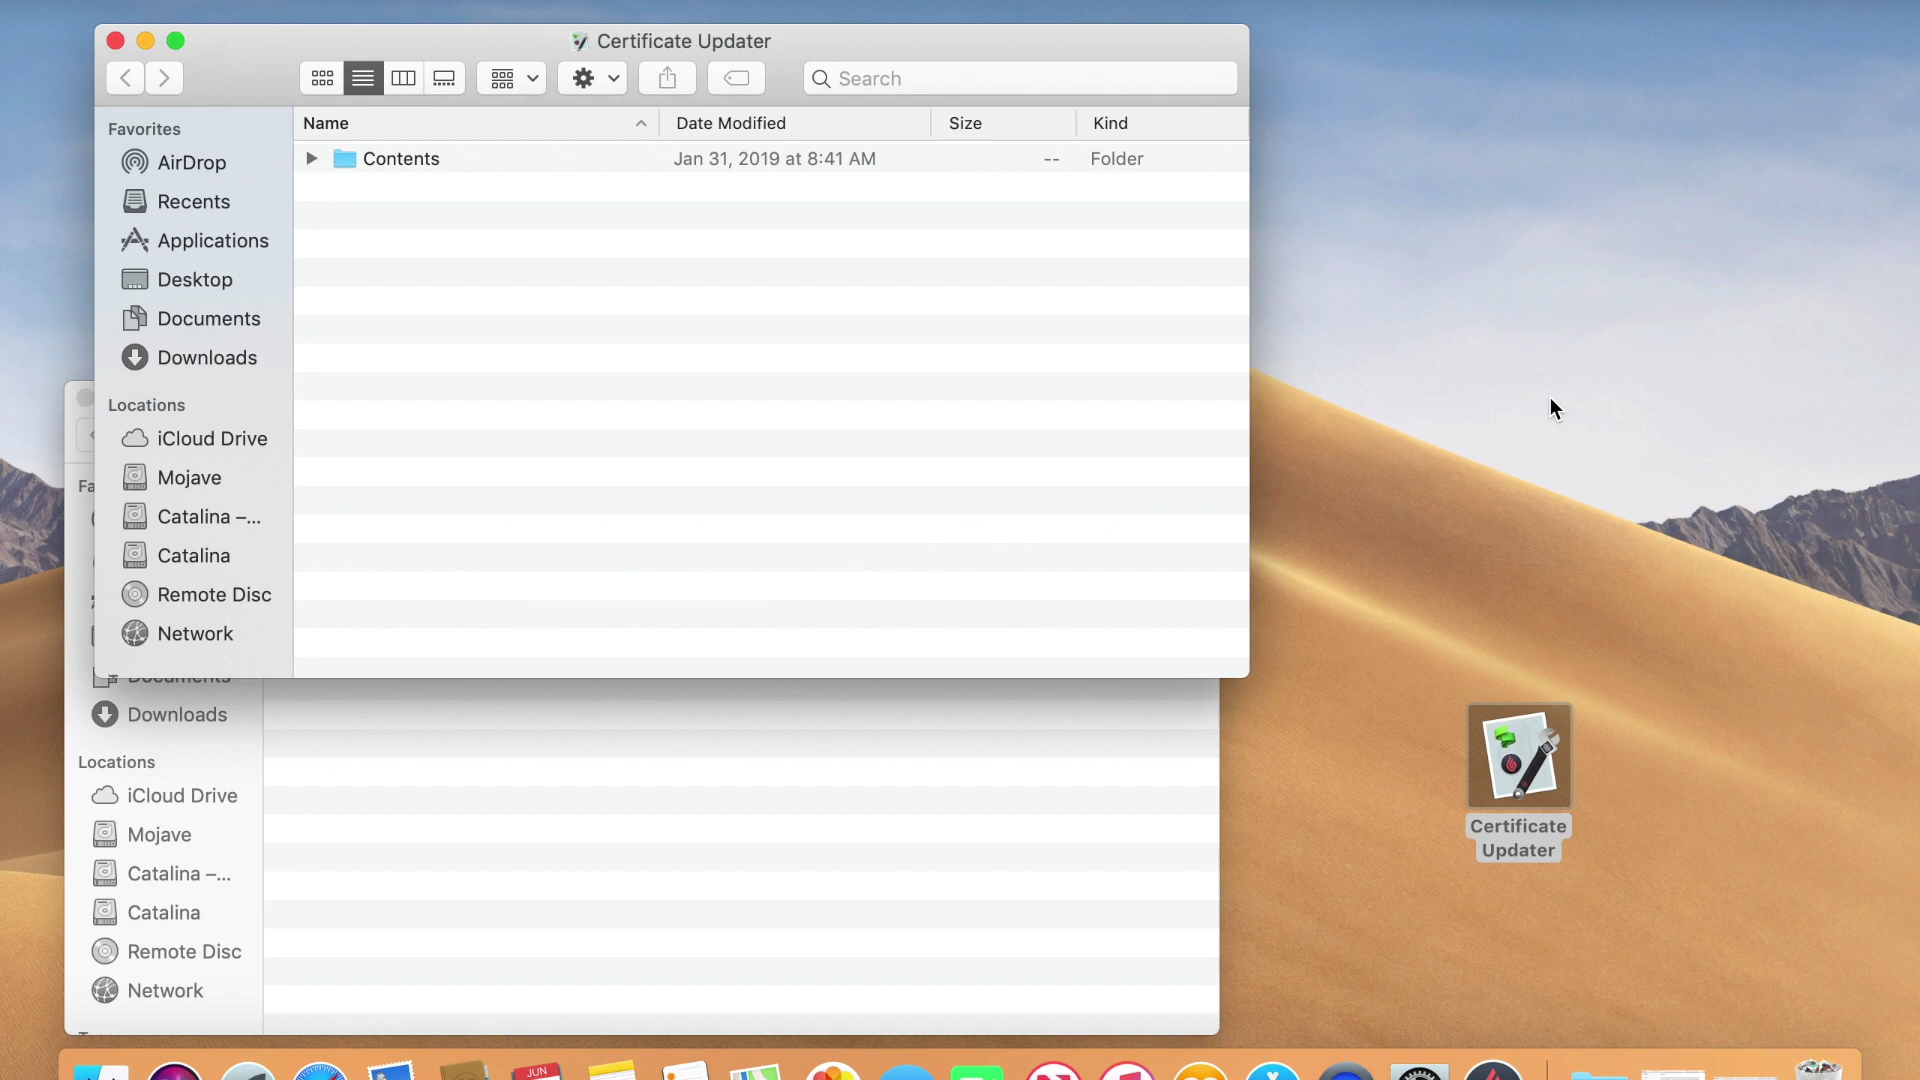 Certificate Updater
Search
Name
Date Modified
Size
Kind
Favorites
AirDrop
Recents
Applications
Desktop
Documents
Downloads
Locations
iCloud Drive
Mojave
Catalina –...
Catalina
Remote Disc
Network
Contents
Jan 31, 2019 at 8:41 AM
--
Folder
Fa
Documents
Downloads
Locations
iCloud Drive
Mojave
Catalina –...
Catalina
Remote Disc
Network
Certificate
Updater
JUN